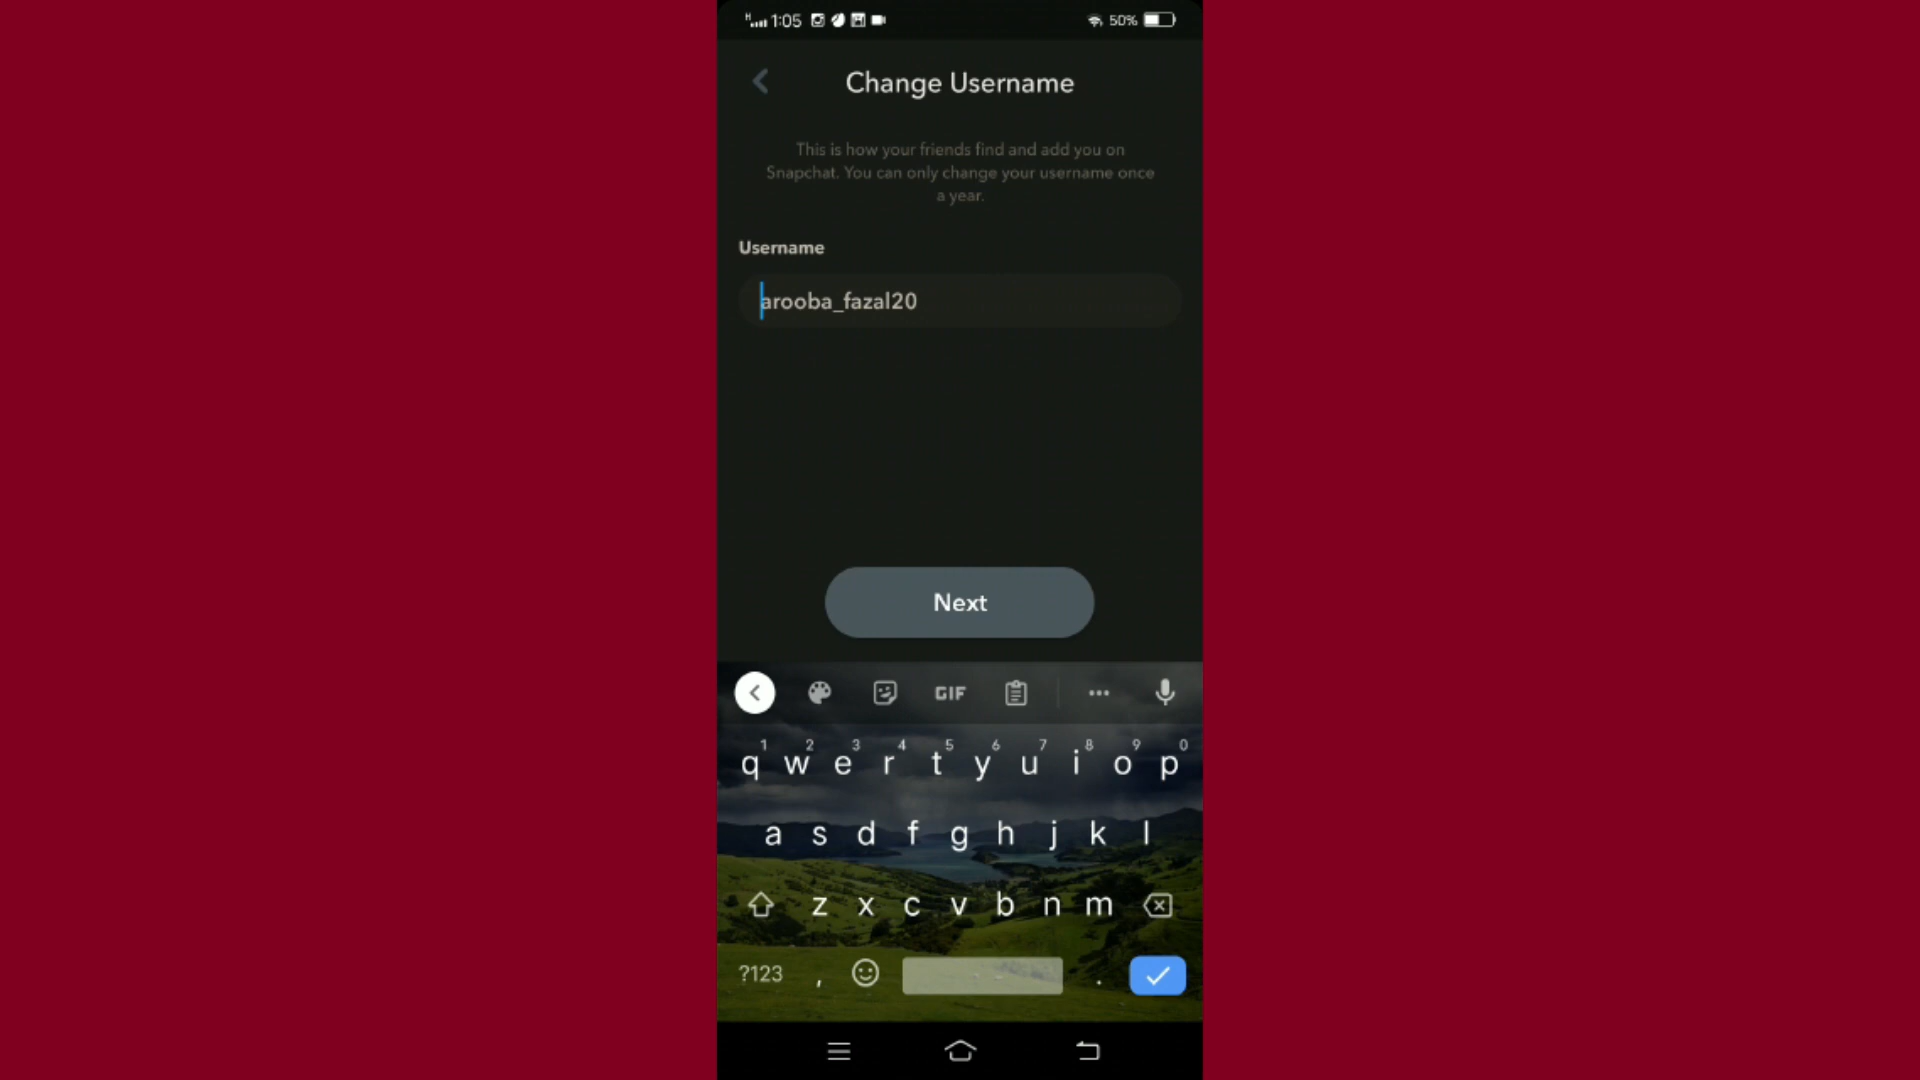 H 1:05 50%
Change Username
This is how your friends find and add you on
Snapchat. You can only change your username once
a year.
Username
arooba_fazal20
Next
GIF
1 2 3 4 5 6 7 8 9 0
q w e r t y u i o p
a s d f g h j k l
z x c v b n m
?123 , .